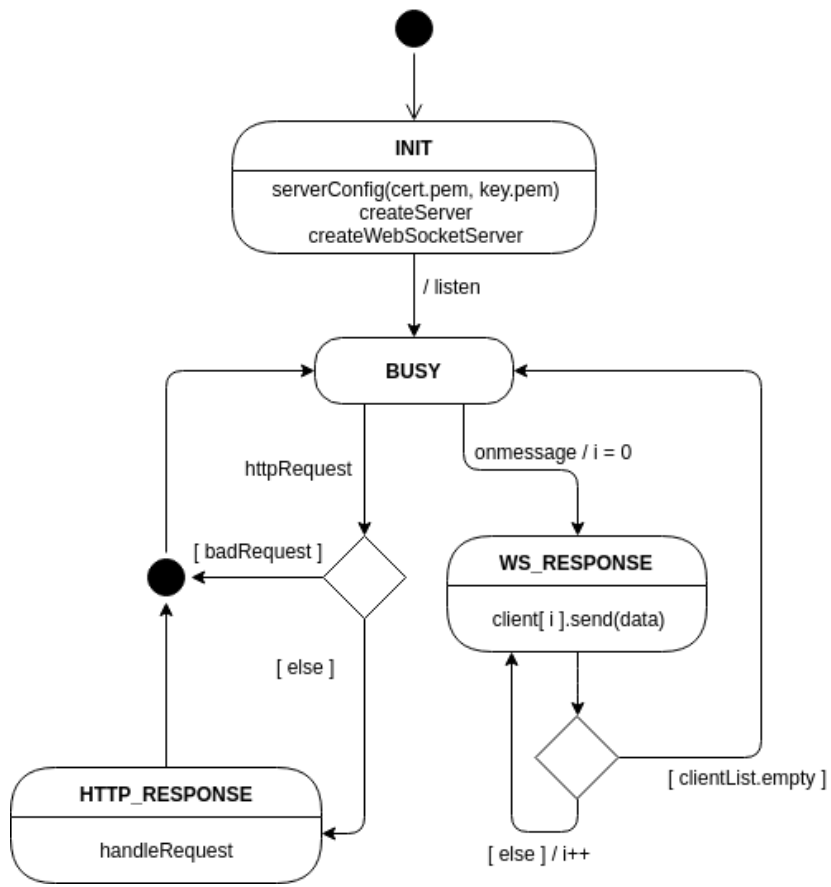 INIT
serverConfig(cert.pem, key.pem)
createServer
createWebSocketServer
/ listen
BUSY
httpRequest
onmessage / i = 0
[ badRequest ]
WS_RESPONSE
client[ i ].send(data)
[ else ]
[ clientList.empty ]
HTTP_RESPONSE
handleRequest
[ else ] / i++